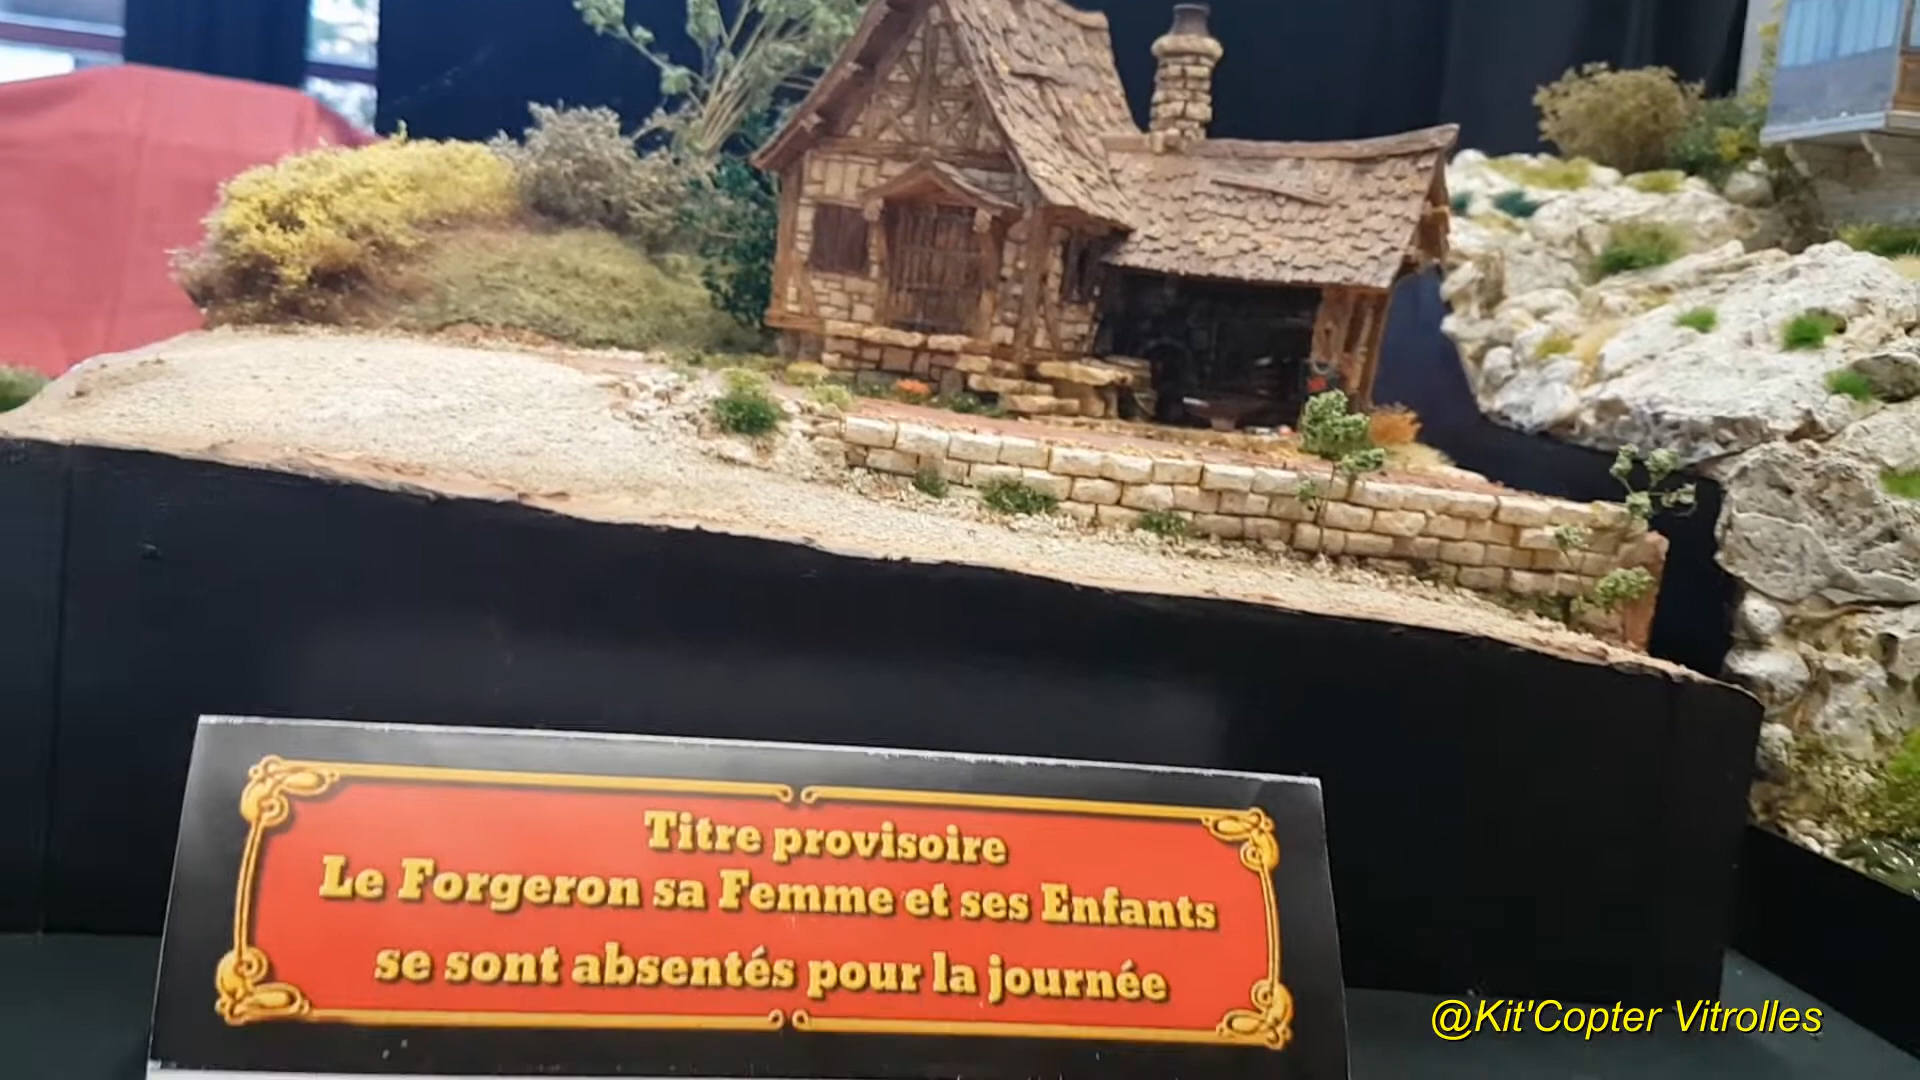 Titre provisoire
Le Forgeron sa Femme et ses Enfants
se sont absentés pour la journée
@Kit'Copter Vitrolles